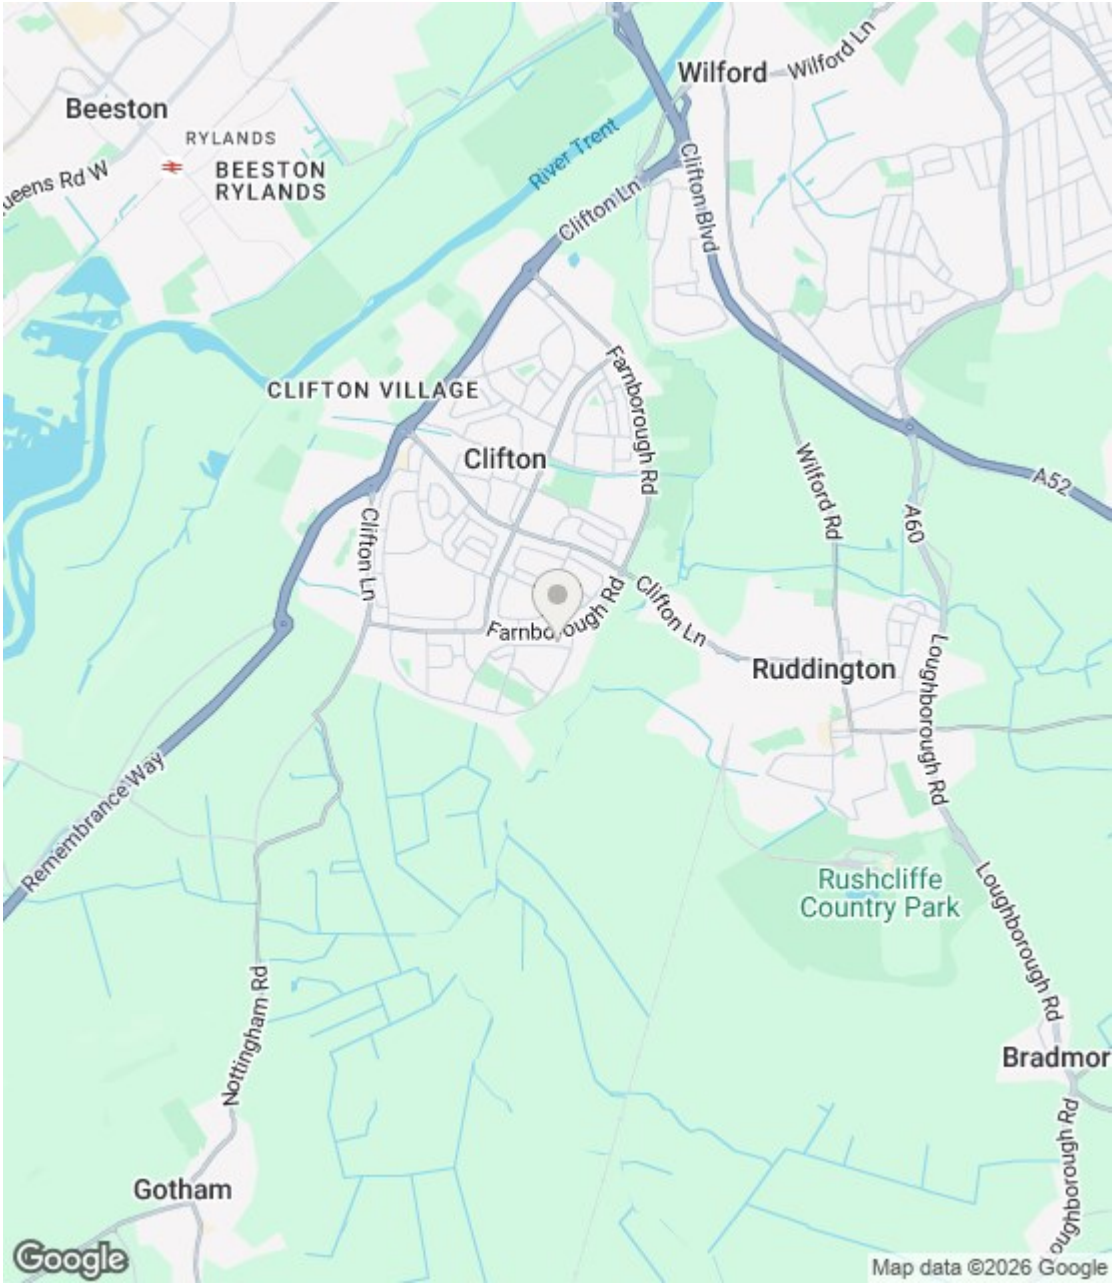 Wilford
Wilford Ln
Beeston
RYLANDS
BEESTON
RYLANDS
River Trent
ueens Rd W
Clifton Ln
Clifton Blvd
CLIFTON VILLAGE
Farnborough Rd
Clifton
Wilford Rd
A52
A60
Clifton Ln
Farnborough Rd
Clifton Ln
Ruddington
Loughborough Rd
Remembrance Way
Rushcliffe
Country Park
Loughborough Rd
Nottingham Rd
Bradmor
oughborough Rd
Gotham
Google
Map data ©2026 Google